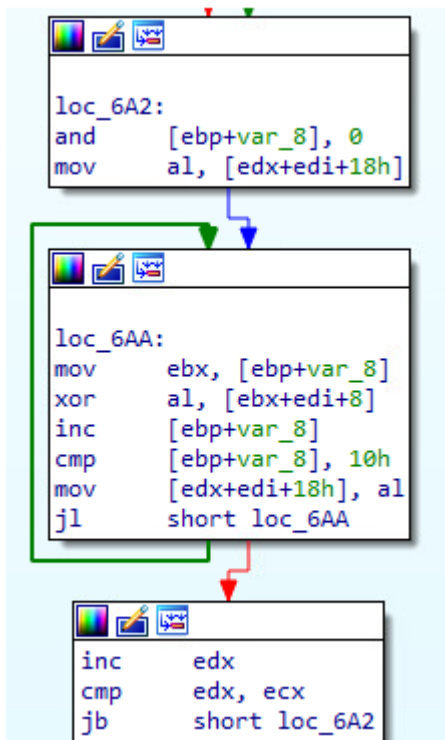 loc_6A2:
and [ebp+var_8], 0
mov al, [edx+edi+18h]
loc_6AA:
mov ebx, [ebp+var_8]
xor al, [ebx+edi+8]
inc [ebp+var_8]
cmp [ebp+var_8], 10h
mov [edx+edi+18h], al
jl short loc_6AA
inc edx
cmp edx, ecx
jb short loc_6A2